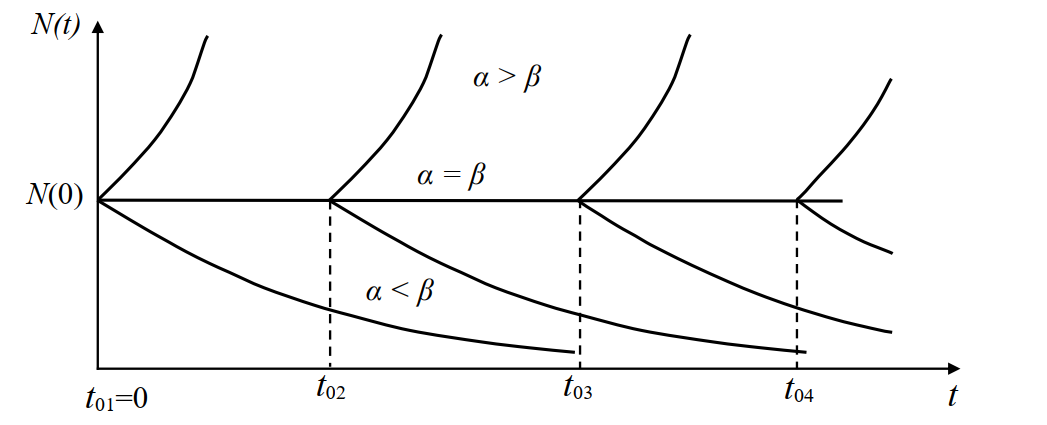 N(t)
α > β
α = β
N(0)
α < β
t₀₁=0
t₀₂
t₀₃
t₀₄
t